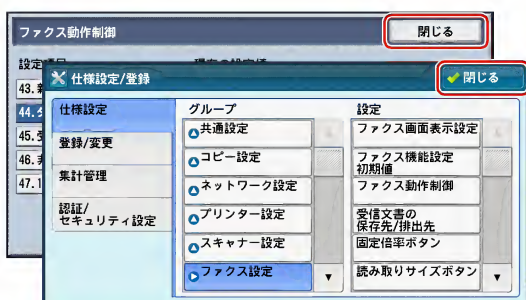 ファクス動作制御
閉じる
設定項目
43.
仕様設定/登録
閉じる
44.
45.
46.
47.1
仕様設定
登録/変更
集計管理
認証/
セキュリティ設定
グループ
共通設定
コピー設定
ネットワーク設定
プリンター設定
スキャナー設定
ファクス設定
設定
ファクス画面表示設定
ファクス機能設定
初期値
ファクス動作制御
受信文書の
保存先/排出先
固定倍率ボタン
読み取りサイズボタン